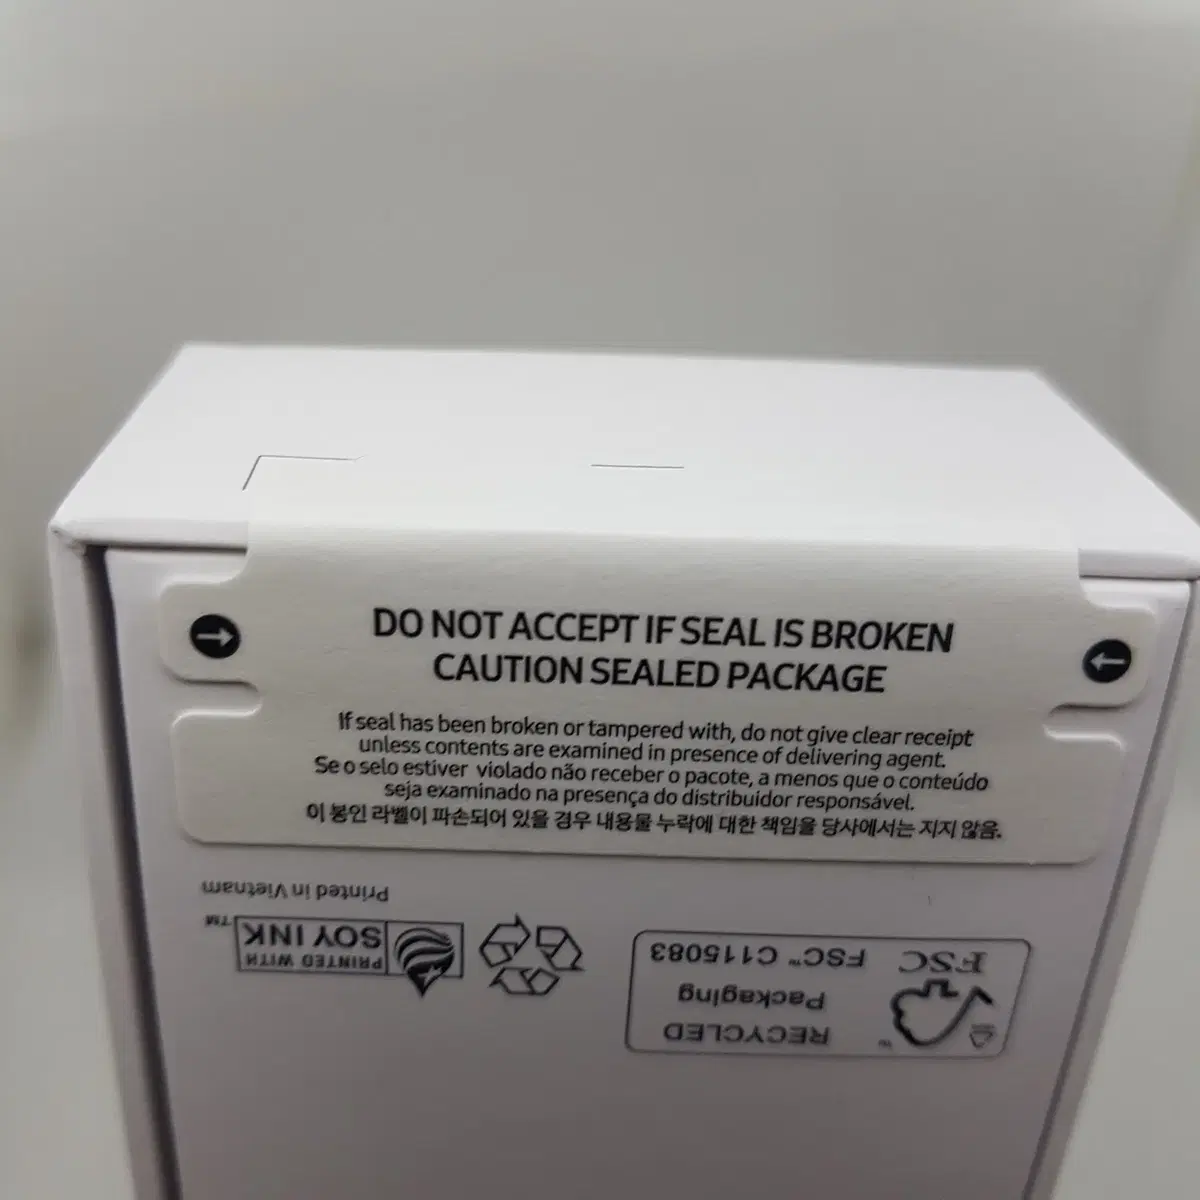 DO NOT ACCEPT IF SEAL IS BROKEN
CAUTION SEALED PACKAGE
If seal has been broken or tampered with, do not give clear receipt
unless contents are examined in presence of delivering agent.
Se o selo estiver violado não receber o pacote, a menos que o conteúdo
seja examinado na presença do distribuidor responsável.
이 봉인 라벨이 파손되어 있을 경우 내용물 누락에 대한 책임을 당사에서는 지지 않음.
RECYCLED
Packaging
FSC
FSC™ C115083
PRINTED WITH
SOY INK™
Printed in Vietnam